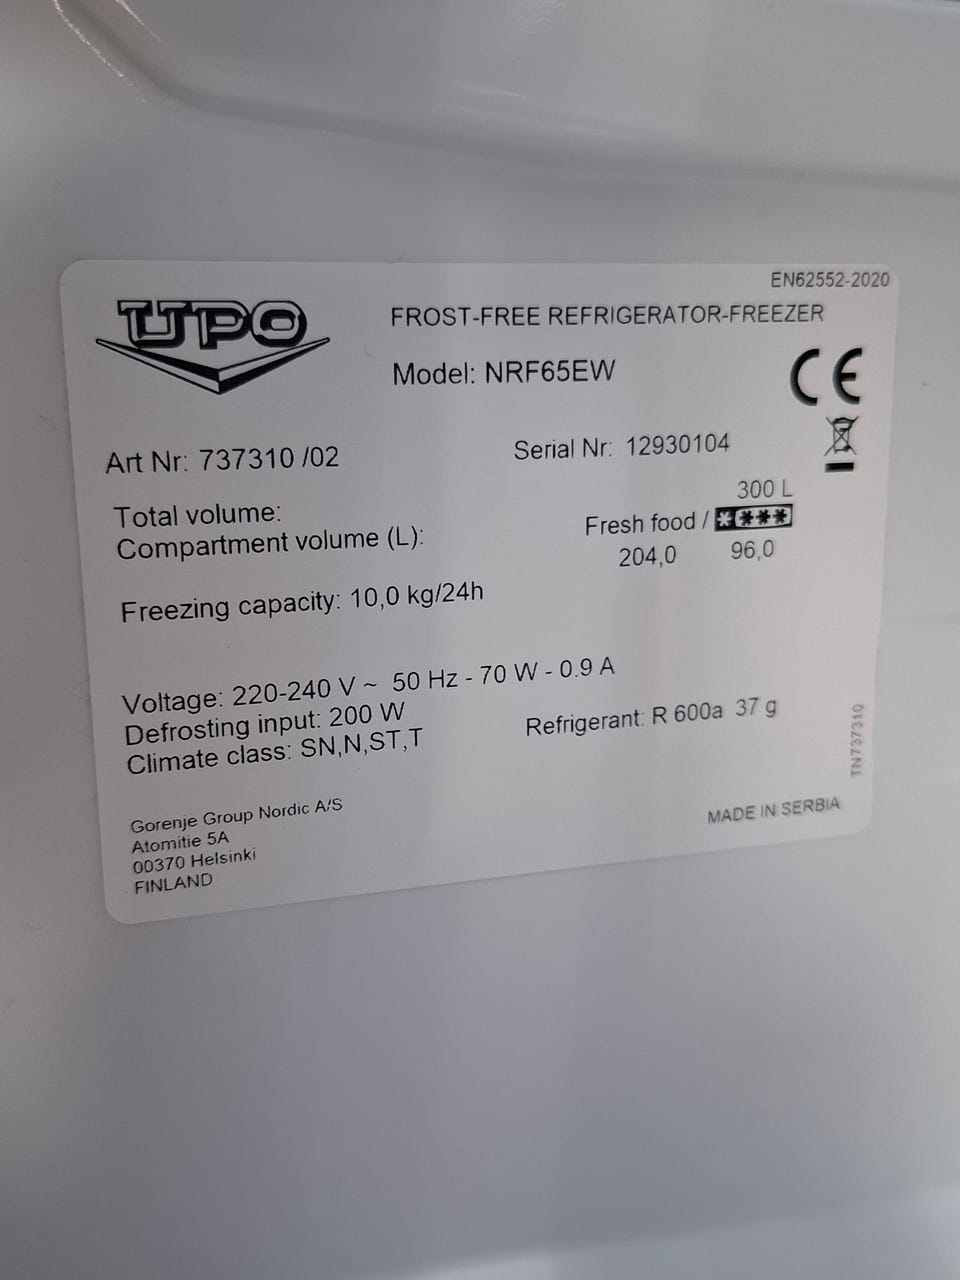 EN62552-2020
UPO
FROST-FREE REFRIGERATOR-FREEZER
Model: NRF65EW
CE
Art Nr: 737310 /02
Serial Nr: 12930104
Total volume:
300 L
Compartment volume (L):
Fresh food / ****
204,0 96,0
Freezing capacity: 10,0 kg/24h
Voltage: 220-240 V ~ 50 Hz - 70 W - 0.9 A
Defrosting input: 200 W
Climate class: SN,N,ST,T
Refrigerant: R 600a 37 g
TN737310
Gorenje Group Nordic A/S
Atomitie 5A
00370 Helsinki
FINLAND
MADE IN SERBIA